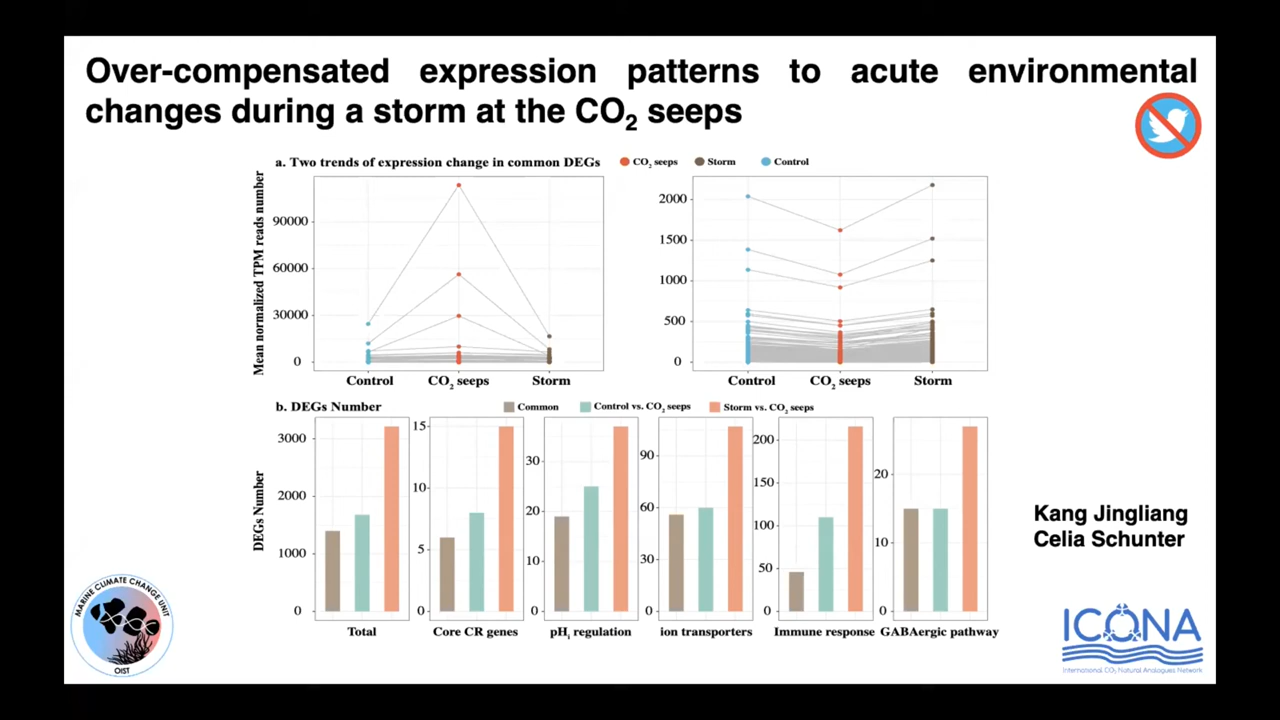 Over-compensated expression patterns to acute environmental
changes during a storm at the CO₂ seeps
a. Two trends of expression change in common DEGs
CO₂ seeps
Storm
Control
Mean normalized TPM reads number
90000
60000
30000
0
Control
CO₂ seeps
Storm
2000
1500
1000
500
0
Control
CO₂ seeps
Storm
b. DEGs Number
Common
Control vs. CO₂ seeps
Storm vs. CO₂ seeps
DEGs Number
3000
2000
1000
0
Total
15
10
5
0
Core CR genes
30
20
10
0
pHᵢ regulation
90
60
30
0
ion transporters
200
150
100
50
0
Immune response
20
10
0
GABAergic pathway
Kang Jingliang
Celia Schunter
MARINE CLIMATE CHANGE UNIT
OIST
ICONA
International CO₂ Natural Analogues Network